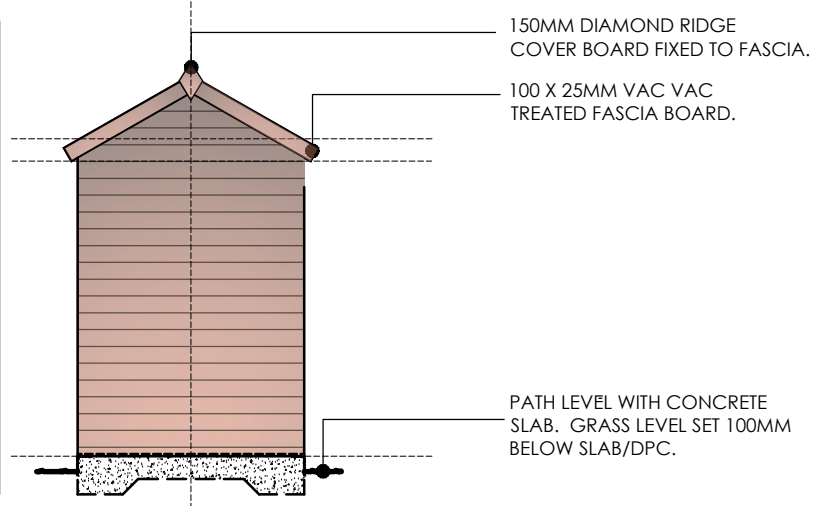 150MM DIAMOND RIDGE
COVER BOARD FIXED TO FASCIA.
100 X 25MM VAC VAC
TREATED FASCIA BOARD.
PATH LEVEL WITH CONCRETE
SLAB. GRASS LEVEL SET 100MM
BELOW SLAB/DPC.